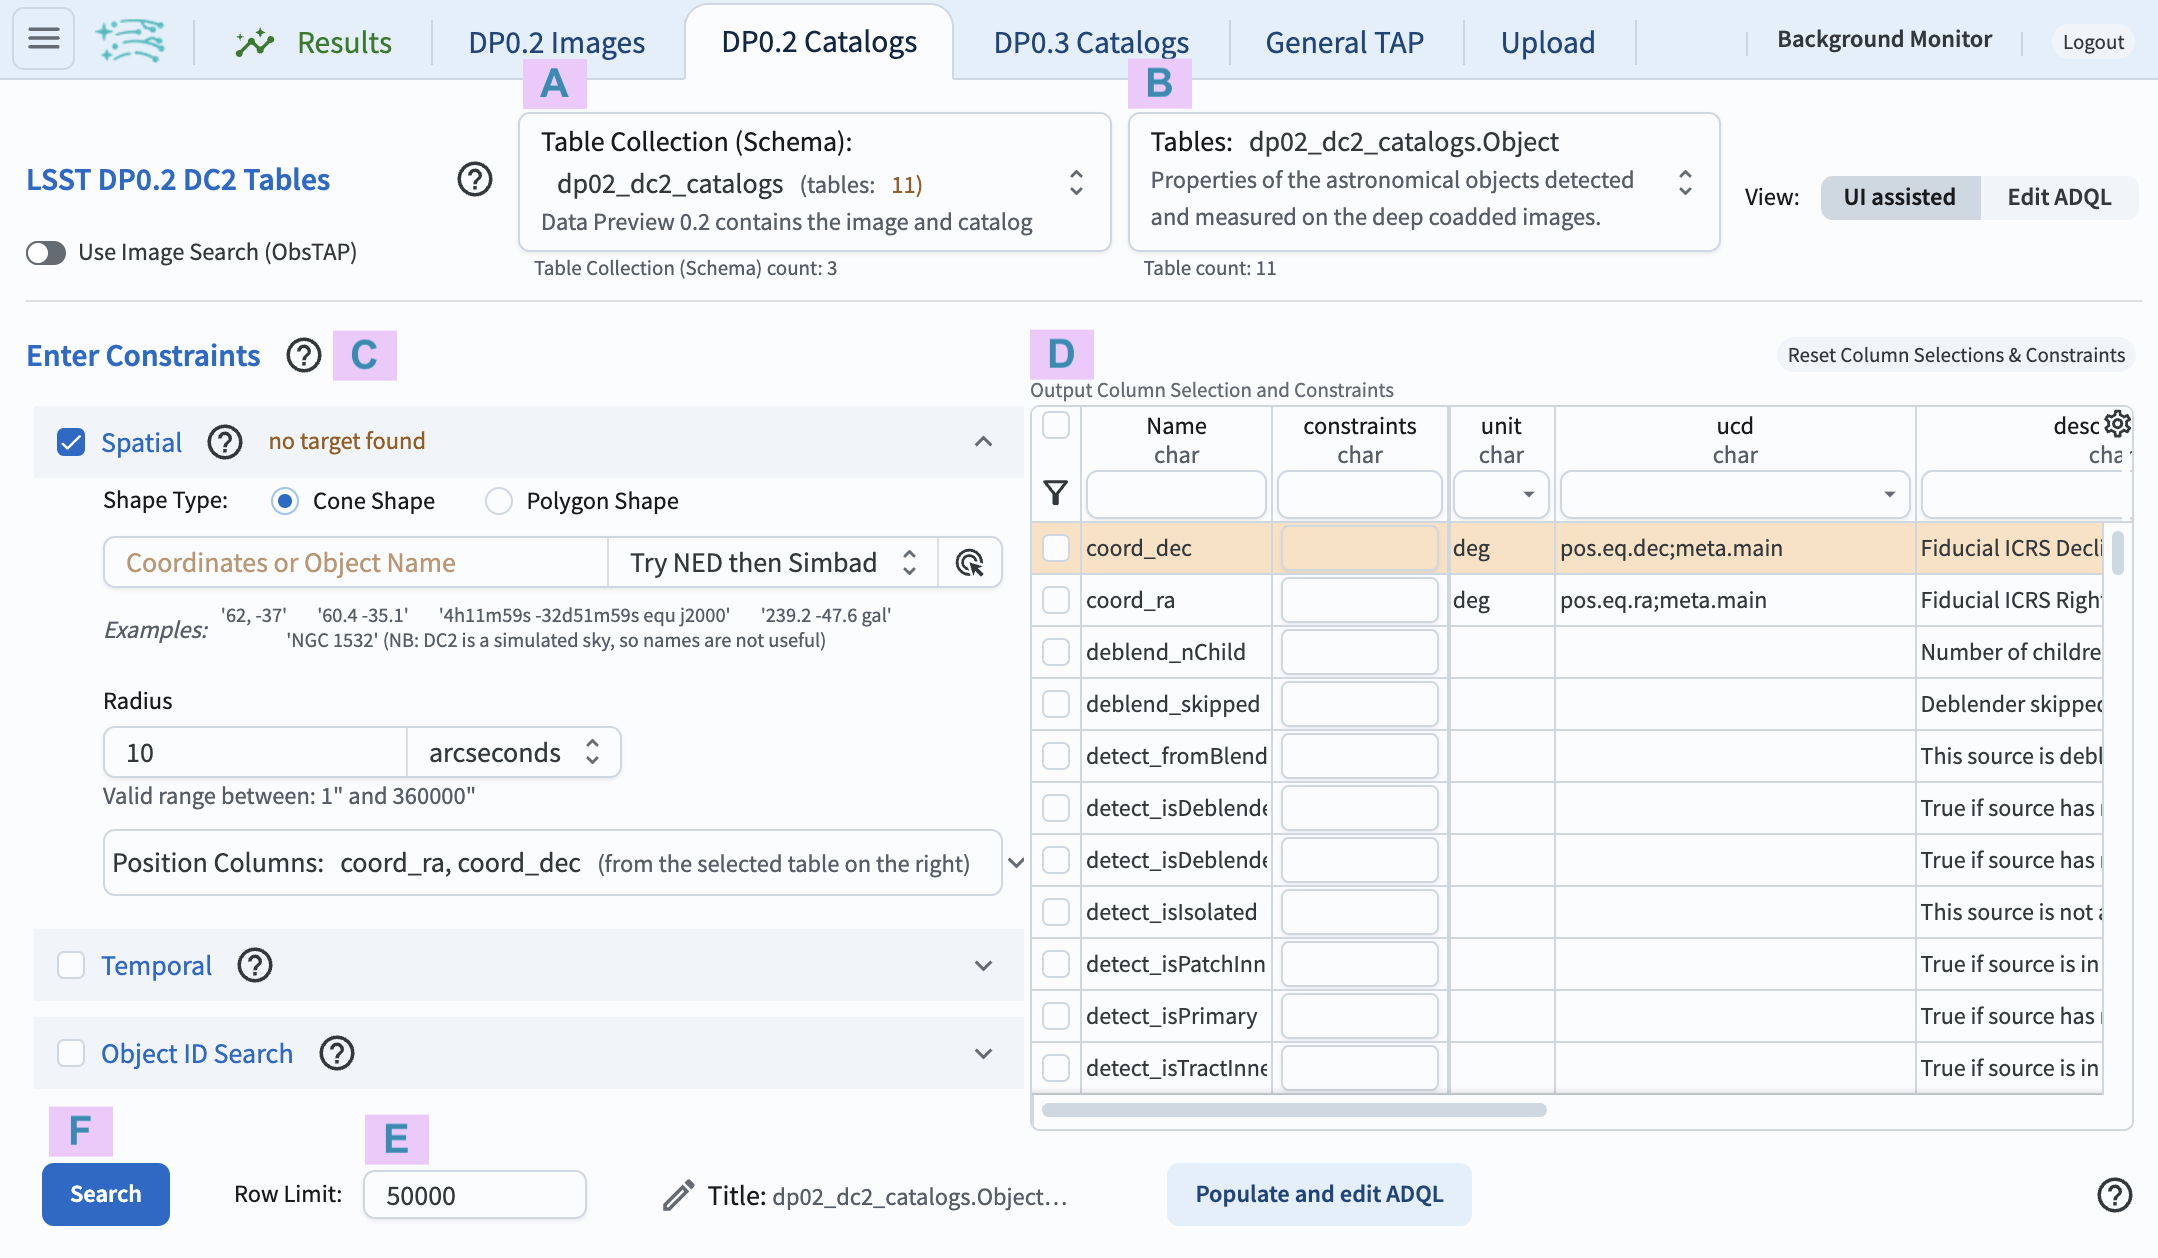 Results
DP0.2 Images
DP0.2 Catalogs
DP0.3 Catalogs
General TAP
Upload
Background Monitor
Logout
A
B
LSST DP0.2 DC2 Tables
Use Image Search (ObsTAP)
Table Collection (Schema):
dp02_dc2_catalogs (tables: 11)
Data Preview 0.2 contains the image and catalog
Table Collection (Schema) count: 3
Tables: dp02_dc2_catalogs.Object
Properties of the astronomical objects detected
and measured on the deep coadded images.
Table count: 11
View: UI assisted Edit ADQL
Enter Constraints C
Spatial no target found
Shape Type: Cone Shape Polygon Shape
Coordinates or Object Name Try NED then Simbad
Examples: '62, -37' '60.4 -35.1' '4h11m59s -32d51m59s equ j2000' '239.2 -47.6 gal'
'NGC 1532' (NB: DC2 is a simulated sky, so names are not useful)
Radius
10 arcseconds
Valid range between: 1" and 360000"
Position Columns: coord_ra, coord_dec (from the selected table on the right)
Temporal
Object ID Search
D
Reset Column Selections & Constraints
Output Column Selection and Constraints
Name constraints unit ucd desc
char char char char cha
coord_dec deg pos.eq.dec;meta.main Fiducial ICRS Decli
coord_ra deg pos.eq.ra;meta.main Fiducial ICRS Righ
deblend_nChild Number of childre
deblend_skipped Deblender skipped
detect_fromBlend This source is debl
detect_isDeblende True if source has
detect_isDeblende True if source has
detect_isIsolated This source is not
detect_isPatchInn True if source is in
detect_isPrimary True if source has
detect_isTractInne True if source is in
F
E
Search
Row Limit: 50000
Title: dp02_dc2_catalogs.Object…
Populate and edit ADQL